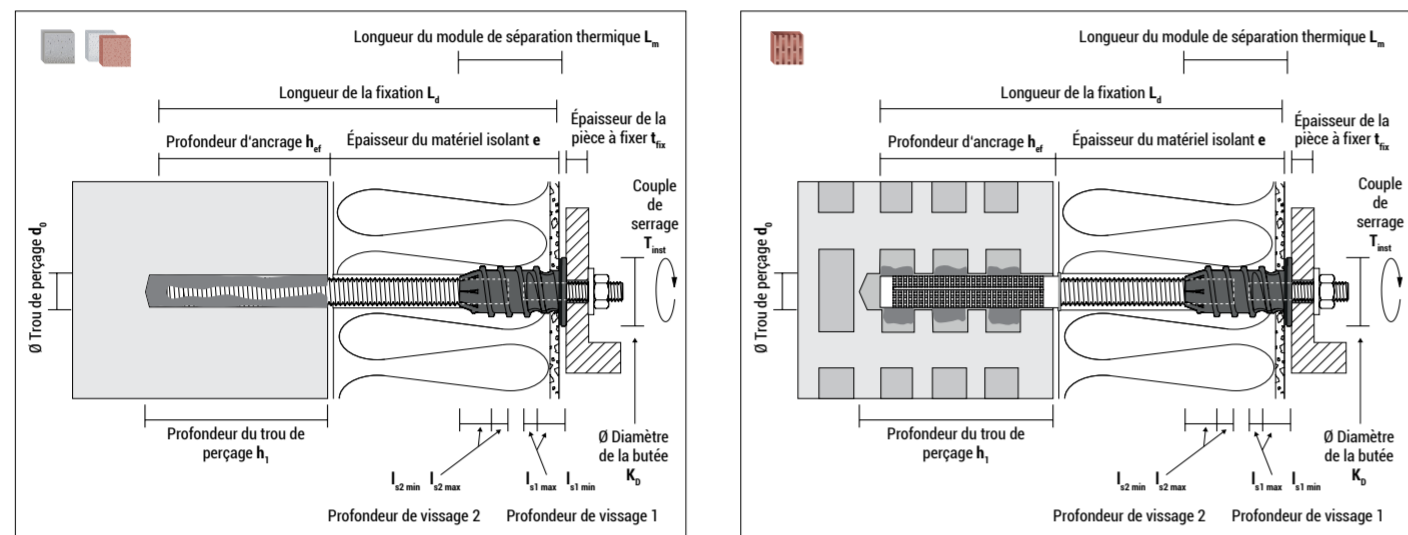 Longueur du module de séparation thermique Lm
Longueur de la fixation Ld
Épaisseur de la
pièce à fixer tfix
Profondeur d'ancrage hef
Épaisseur du matériel isolant e
Couple
de
serrage
Tinst
Ø Trou de perçage d0
Profondeur du trou de
perçage h1
Ø Diamètre
de la butée
KD
ls2 min
ls2 max
ls1 max
ls1 min
Profondeur de vissage 2
Profondeur de vissage 1
Longueur du module de séparation thermique Lm
Longueur de la fixation Ld
Épaisseur de la
pièce à fixer tfix
Profondeur d'ancrage hef
Épaisseur du matériel isolant e
Couple
de
serrage
Tinst
Ø Trou de perçage d0
Profondeur du trou de
perçage h1
Ø Diamètre
de la butée
KD
ls2 min
ls2 max
ls1 max
ls1 min
Profondeur de vissage 2
Profondeur de vissage 1